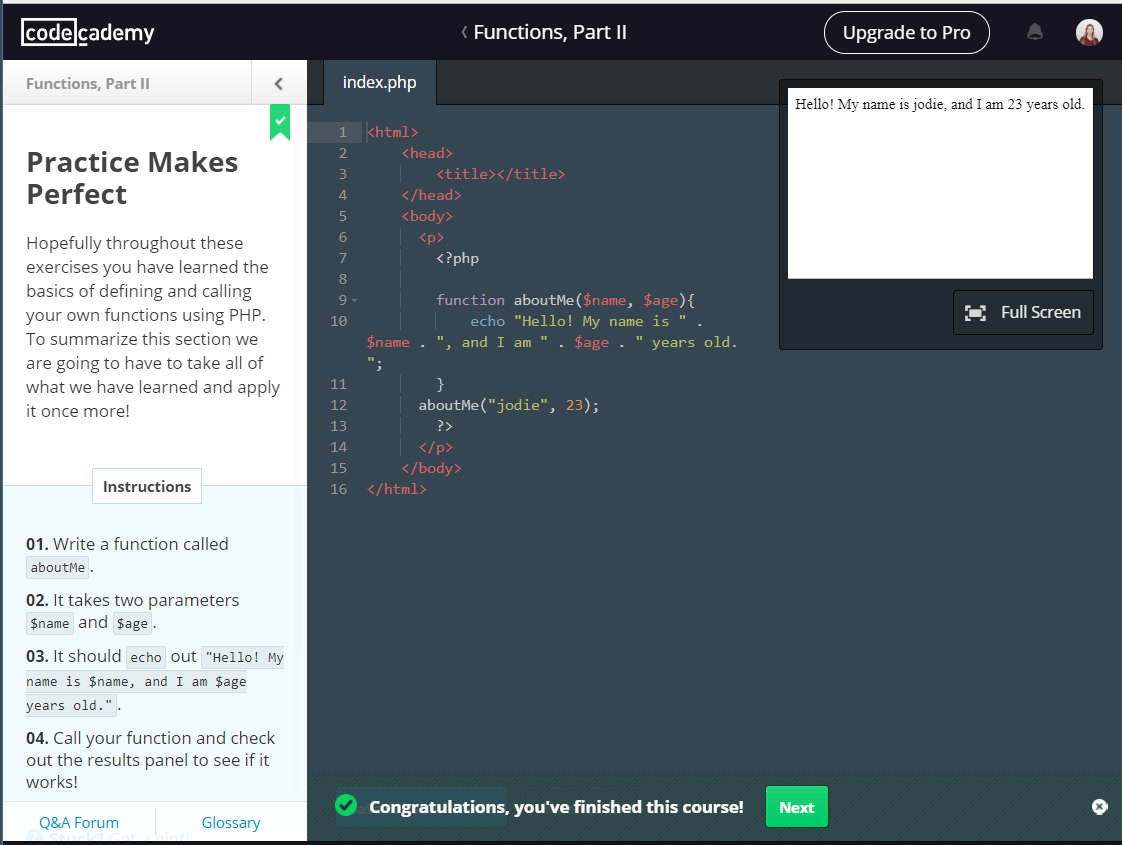 codecademy
Functions, Part II
Upgrade to Pro
Functions, Part II
Practice Makes
Perfect
Hopefully throughout these
exercises you have learned the
basics of defining and calling
your own functions using PHP.
To summarize this section we
are going to have to take all of
what we have learned and apply
it once more!
Instructions
01. Write a function called
aboutMe.
02. It takes two parameters
$name and $age.
03. It should echo out "Hello! My
name is $name, and I am $age
years old.".
04. Call your function and check
out the results panel to see if it
works!
Stuck? Get a hint!
Q&A Forum
Glossary
index.php
1 <html>
2 <head>
3 <title></title>
4 </head>
5 <body>
6 <p>
7 <?php
8
9 function aboutMe($name, $age){
10 echo "Hello! My name is " .
$name . ", and I am " . $age . " years old.
";
11 }
12 aboutMe("jodie", 23);
13 ?>
14 </p>
15 </body>
16 </html>
Hello! My name is jodie, and I am 23 years old.
Full Screen
Congratulations, you've finished this course!
Next